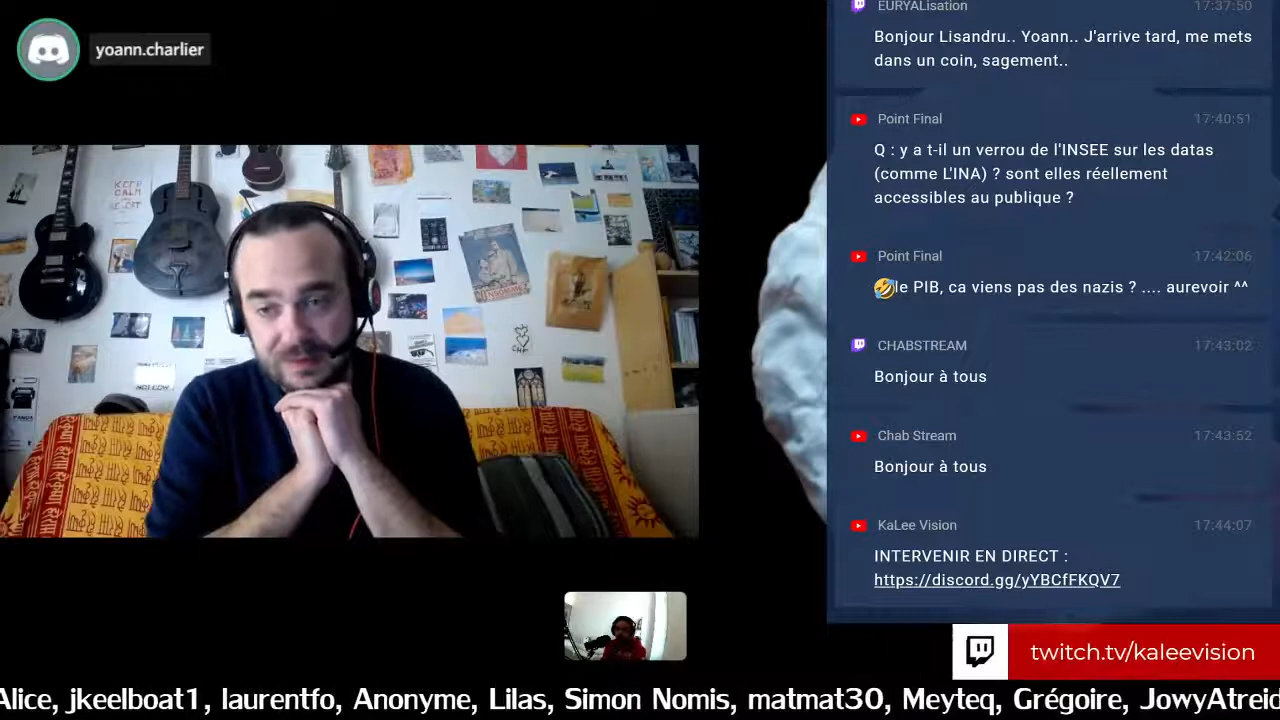 yoann.charlier
KEEP
CALM
INSOMNIE
EURYALisation 17:37:50
Bonjour Lisandru.. Yoann.. J'arrive tard, me mets
dans un coin, sagement..
Point Final 17:40:51
Q : y a t-il un verrou de l'INSEE sur les datas
(comme L'INA) ? sont elles réellement
accessibles au publique ?
Point Final 17:42:06
🤣le PIB, ca viens pas des nazis ? .... aurevoir ^^
CHABSTREAM 17:43:02
Bonjour à tous
Chab Stream 17:43:52
Bonjour à tous
KaLee Vision 17:44:07
INTERVENIR EN DIRECT :
https://discord.gg/yYBCfFKQV7
twitch.tv/kaleevision
Alice, jkeelboat1, laurentfo, Anonyme, Lilas, Simon Nomis, matmat30, Meyteq, Grégoire, JowyAtreid